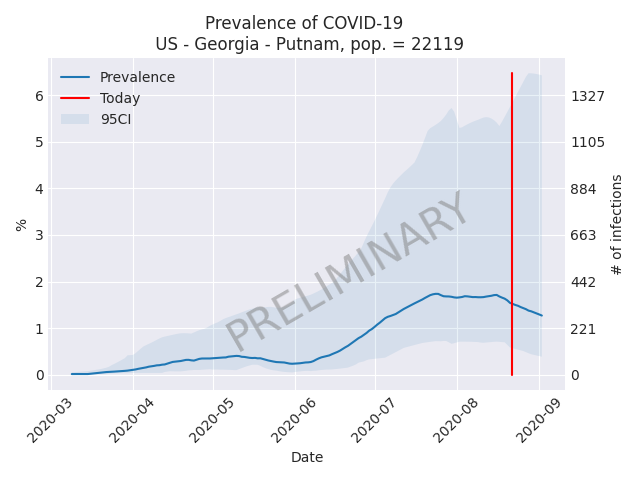 Prevalence of COVID-19
US - Georgia - Putnam, pop. = 22119
Prevalence
Today
95CI
6
5
4
3
2
1
0
%
1327
1105
884
663
442
221
0
# of infections
PRELIMINARY
2020-03
2020-04
2020-05
2020-06
2020-07
2020-08
2020-09
Date